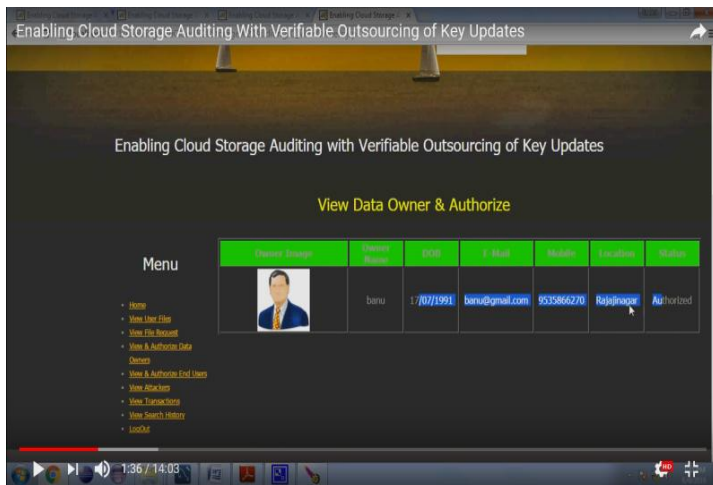 Enabling Cloud Storage Auditing With Verifiable Outsourcing of Key Updates
Enabling Cloud Storage Auditing with Verifiable Outsourcing of Key Updates
View Data Owner & Authorize
Menu
Owner Image Owner Name DOB E-Mail Mobile Location Status
banu 17/07/1991 banu@gmail.com 9535866270 Rajajinagar Authorized
Home
View User Files
View File Request
View & Authorize Data
Owners
View & Authorize End Users
View Attackers
View Transactions
View Search History
LogOut
1:36 / 14:03
HD